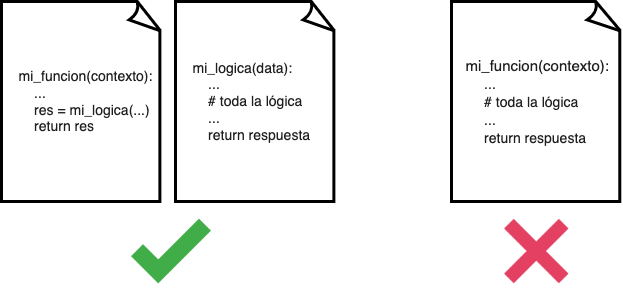 mi_funcion(contexto):
...
res = mi_logica(...)
return res
mi_logica(data):
...
# toda la lógica
...
return respuesta
mi_funcion(contexto):
...
# toda la lógica
...
return respuesta